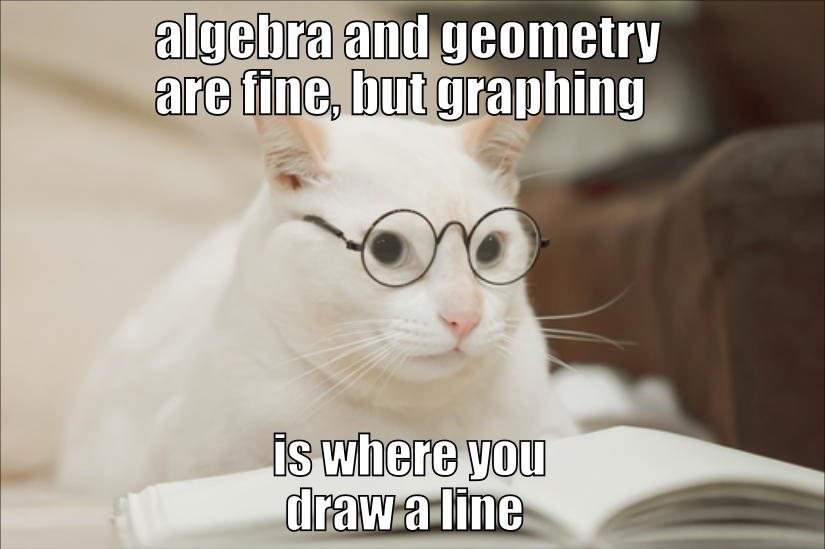 algebra and geometry
are fine, but graphing
is where you
draw a line